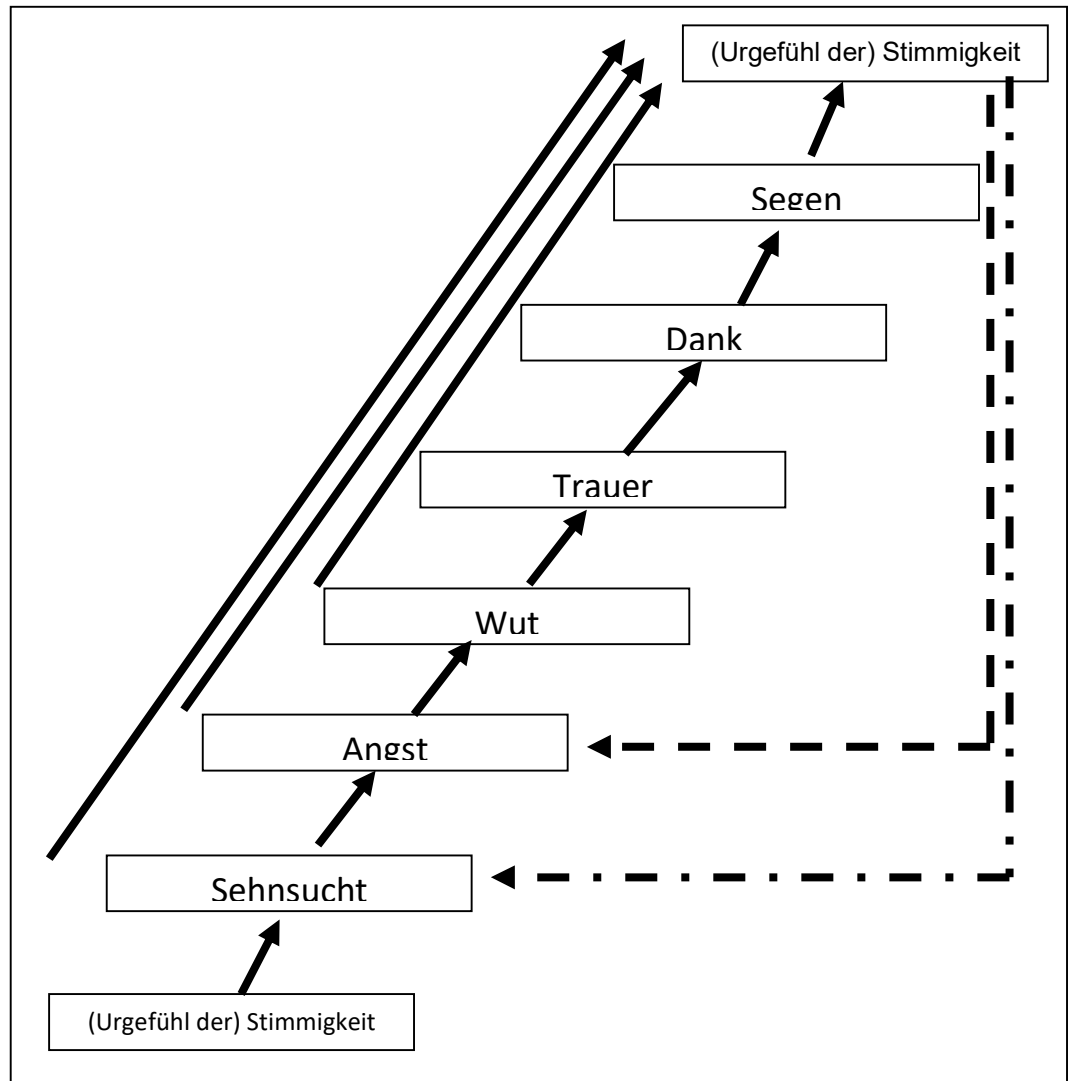 (Urgefühl der) Stimmigkeit
Segen
Dank
Trauer
Wut
Angst
Sehnsucht
(Urgefühl der) Stimmigkeit